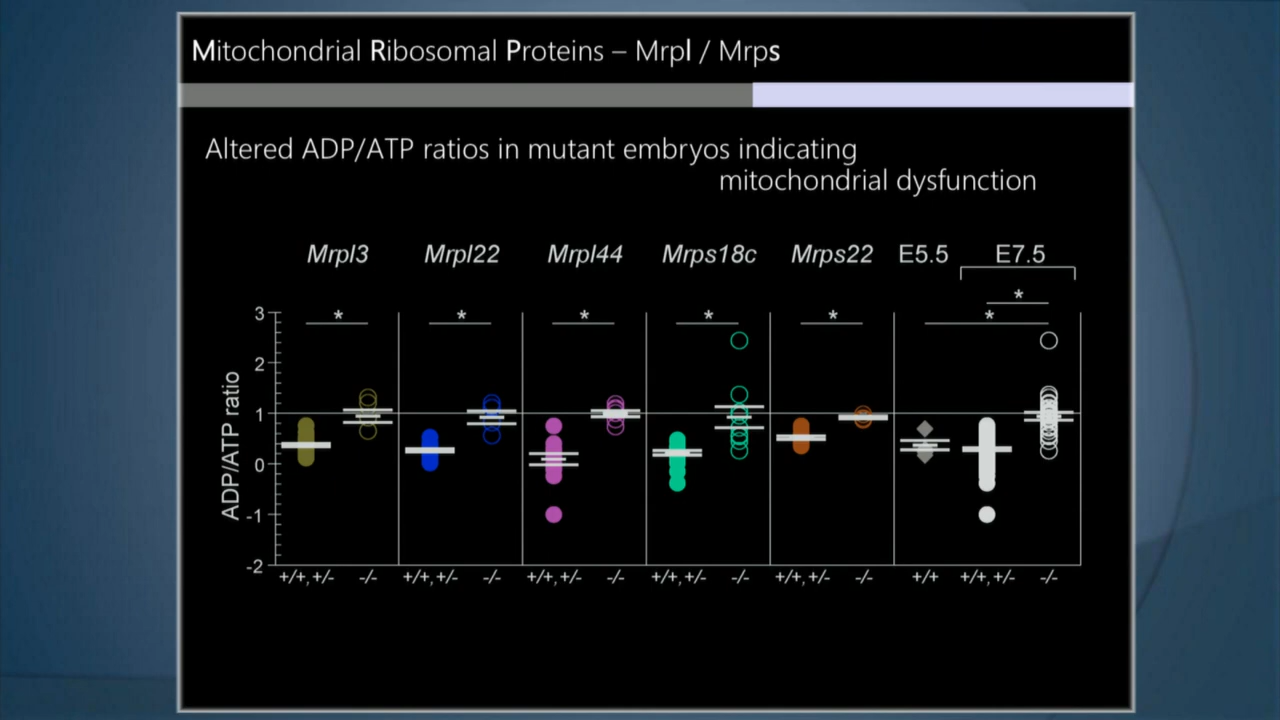 Mitochondrial Ribosomal Proteins – Mrpl / Mrps
Altered ADP/ATP ratios in mutant embryos indicating
mitochondrial dysfunction
Mrpl3 Mrpl22 Mrpl44 Mrps18c Mrps22 E5.5 E7.5
*
* * * * * *
3
2
1
0
-1
-2
ADP/ATP ratio
+/+, +/- -/- +/+, +/- -/- +/+, +/- -/- +/+, +/- -/- +/+, +/- -/- +/+ +/+, +/- -/-